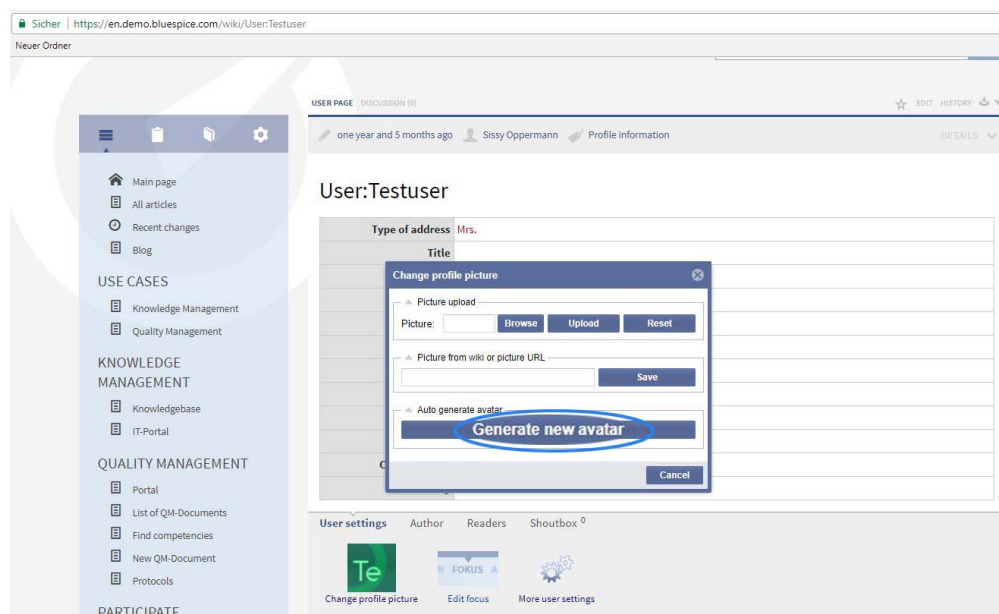 Sicher | https://en.demo.bluespice.com/wiki/User:Testuser
Neuer Ordner
USER PAGE DISCUSSION (0)
EDIT HISTORY
one year and 5 months ago Sissy Oppermann Profile information DETAILS
Main page
All articles
Recent changes
Blog
USE CASES
Knowledge Management
Quality Management
KNOWLEDGE
MANAGEMENT
Knowledgebase
IT-Portal
QUALITY MANAGEMENT
Portal
List of QM-Documents
Find competencies
New QM-Document
Protocols
PARTICIPATE
User:Testuser
Type of address Mrs.
Title
Change profile picture
Picture upload
Picture: Browse Upload Reset
Picture from wiki or picture URL
Save
Auto generate avatar
Generate new avatar
Cancel
User settings Author Readers Shoutbox 0
Te
N FOKUS A
Change profile picture Edit focus More user settings